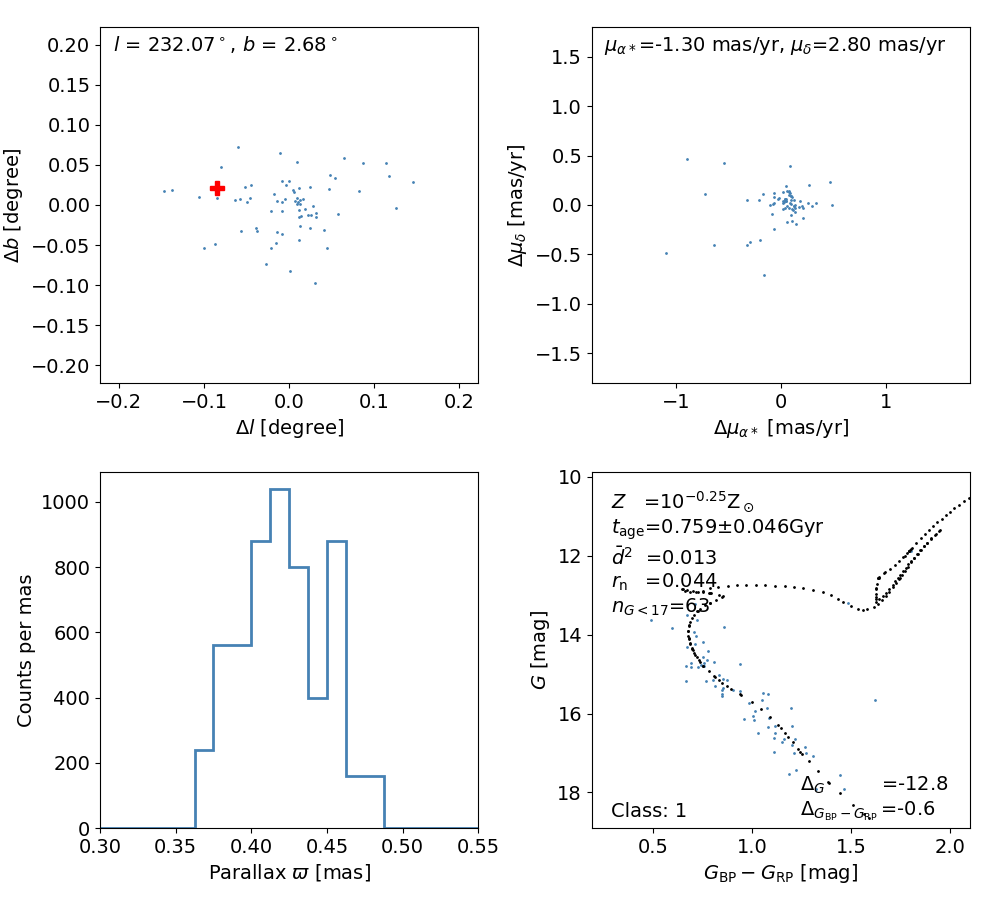 l = 232.07°, b = 2.68°
0.20
0.15
0.10
0.05
0.00
−0.05
−0.10
−0.15
−0.20
Δb [degree]
−0.2 −0.1 0.0 0.1 0.2
Δl [degree]
μα*=-1.30 mas/yr, μδ=2.80 mas/yr
1.5
1.0
0.5
0.0
−0.5
−1.0
−1.5
Δμδ [mas/yr]
−1 0 1
Δμα* [mas/yr]
1000
800
600
400
200
0
Counts per mas
0.30 0.35 0.40 0.45 0.50 0.55
Parallax ϖ [mas]
10
12
14
16
18
G [mag]
Z =10^−0.25 Z⊙
tage=0.759±0.046Gyr
d̄² =0.013
rn =0.044
nG<17=63
ΔG =-12.8
Class: 1
ΔGBP−GRP =-0.6
0.5 1.0 1.5 2.0
GBP − GRP [mag]